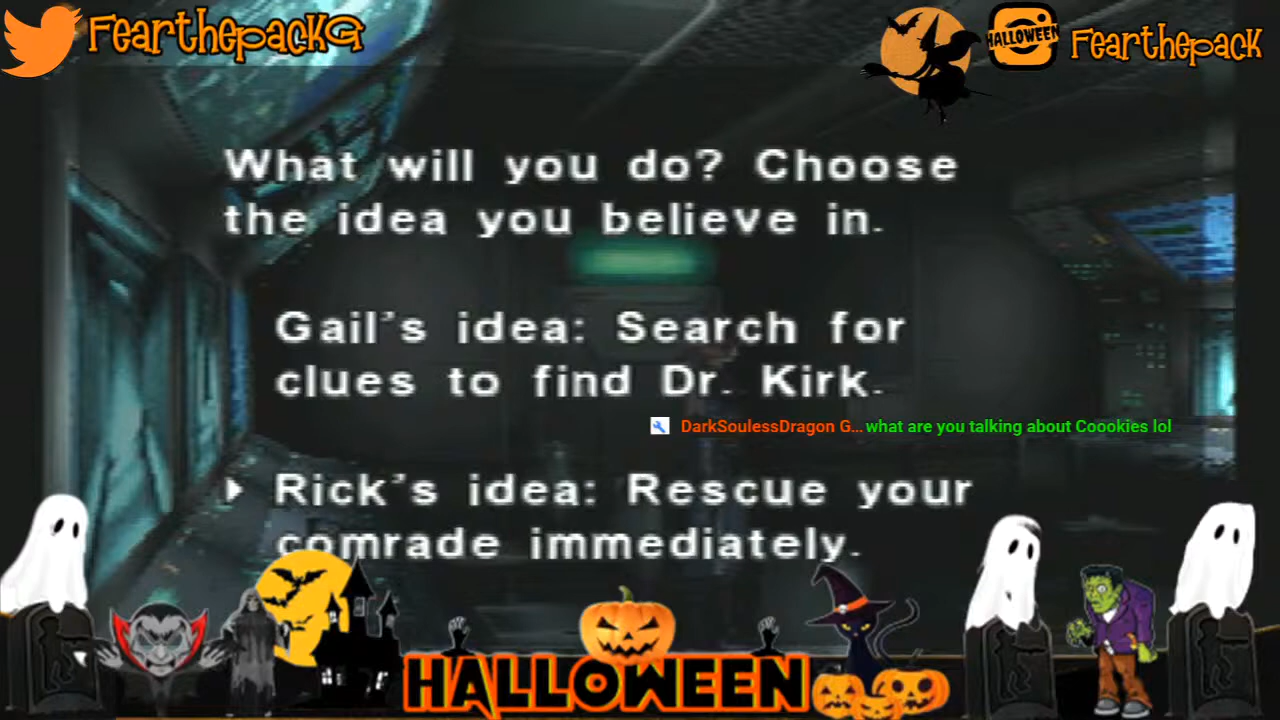 FearthepackG
HALLOWEEN
Fearthepack
What will you do? Choose
the idea you believe in.
Gail's idea: Search for
clues to find Dr. Kirk.
DarkSoulessDragon G... what are you talking about Coookies lol
Rick's idea: Rescue your
comrade immediately.
HALLOWEEN